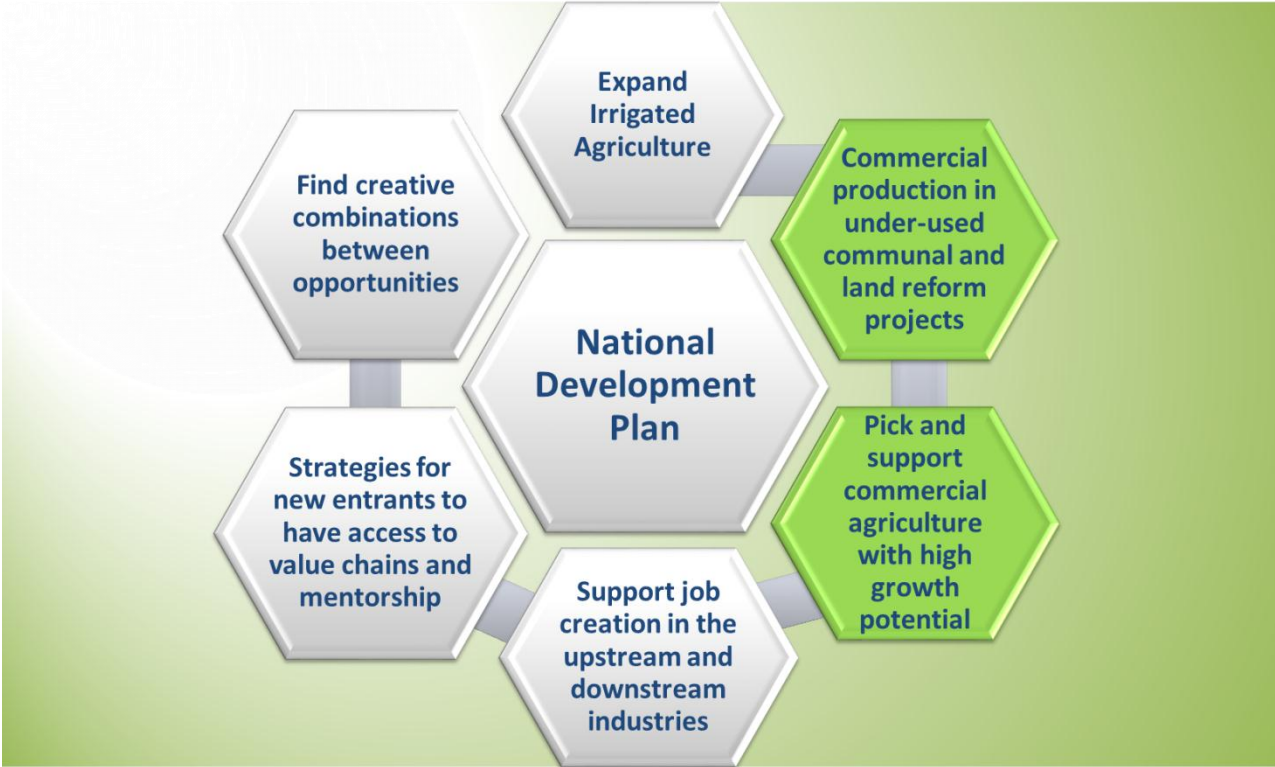 Expand
Irrigated
Agriculture
Commercial
production in
under-used
communal and
land reform
projects
Pick and
support
commercial
agriculture
with high
growth
potential
Support job
creation in the
upstream and
downstream
industries
Strategies for
new entrants to
have access to
value chains and
mentorship
Find creative
combinations
between
opportunities
National
Development
Plan